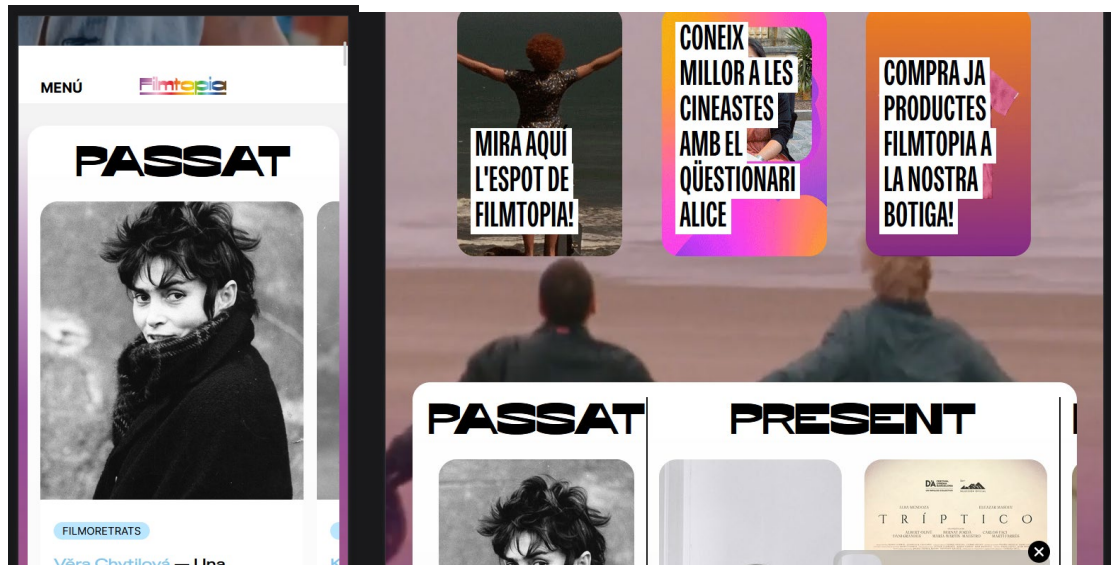 MENÚ
Filmtopia
PASSAT
FILMORETRATS
Věra Chytilová — Una
MIRA AQUI
L'ESPOT DE
FILMTOPIA!
CONEIX
MILLOR A LES
CINEASTES
AMB EL
QÜESTIONARI
ALICE
COMPRA JA
PRODUCTES
FILMTOPIA A
LA NOSTRA
BOTIGA!
PASSAT
PRESENT
TRÍPTICO